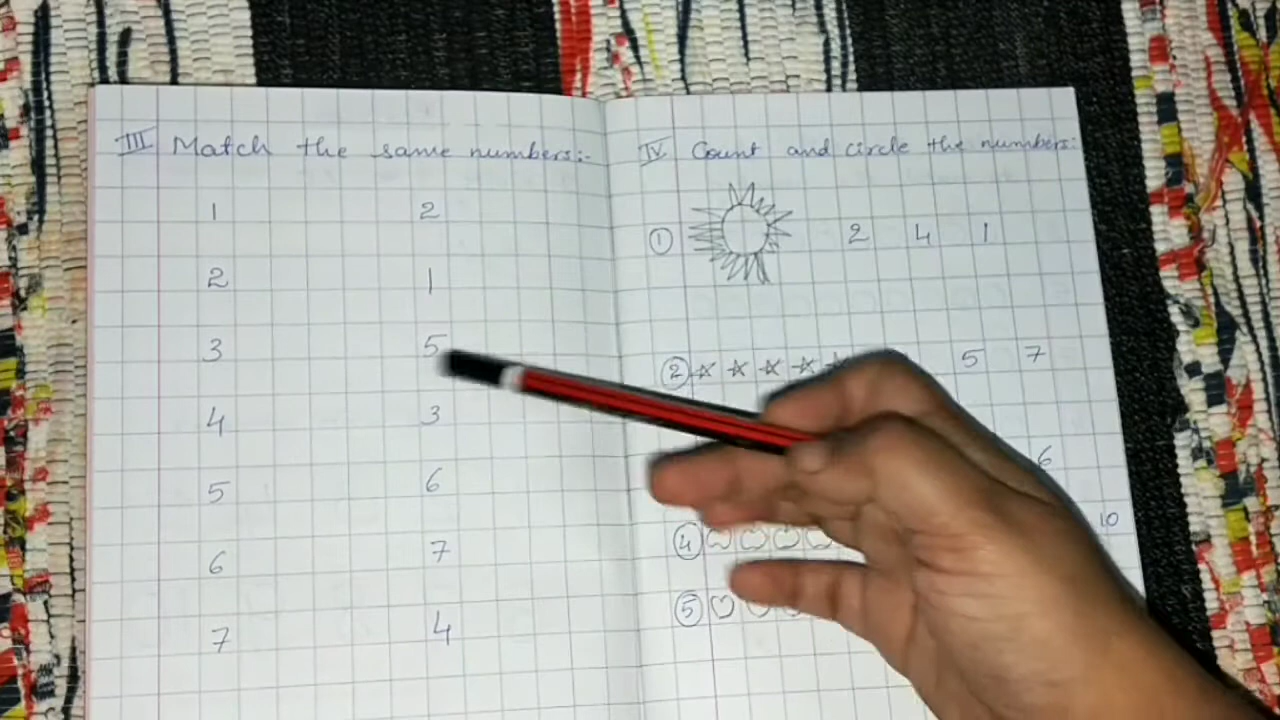 III Match the same numbers:-
1 2
2 1
3 5
4 3
5 6
6 7
7 4
IV Count and circle the numbers:
1 2 4 1
2 5 7
6
4 10
5